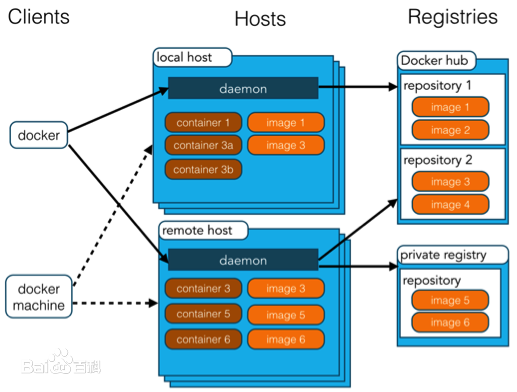 Clients
Hosts
Registries
local host
daemon
container 1
image 1
container 3a
image 3
container 3b
docker
docker
machine
remote host
daemon
container 3
image 3
container 5
image 5
container 6
image 6
Docker hub
repository 1
image 1
image 2
repository 2
image 3
image 4
private registry
repository
image 5
image 6
Bai百科